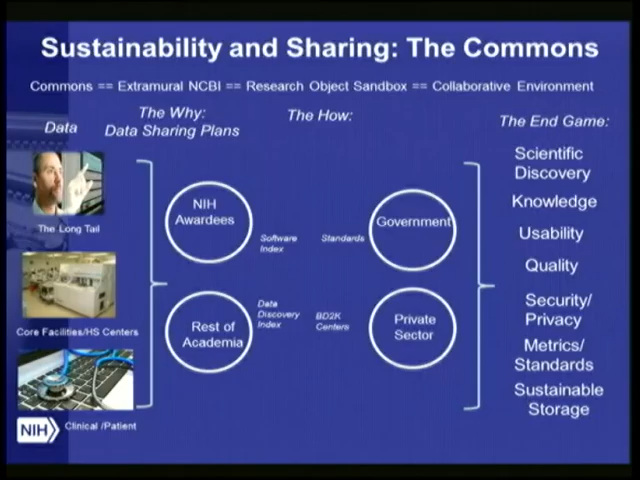 Sustainability and Sharing: The Commons
Commons == Extramural NCBI == Research Object Sandbox == Collaborative Environment
Data
The Why:
Data Sharing Plans
The How:
The End Game:
The Long Tail
Core Facilities/HS Centers
Clinical /Patient
NIH
NIH
Awardees
Rest of
Academia
Software
Index
Standards
Data
Discovery
Index
BD2K
Centers
Government
Private
Sector
Scientific
Discovery
Knowledge
Usability
Quality
Security/
Privacy
Metrics/
Standards
Sustainable
Storage